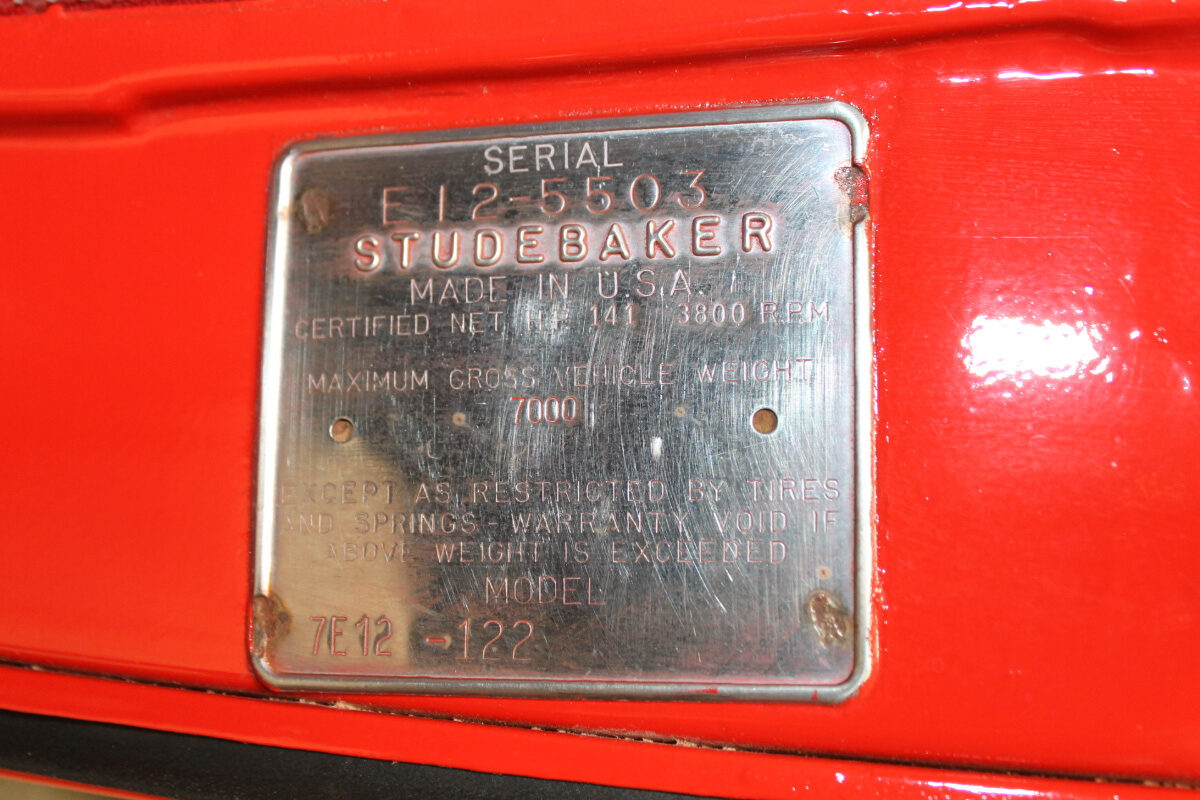 SERIAL
E12-5503
STUDEBAKER
MADE IN U.S.A.
CERTIFIED NET H.P. 141 3800 R.P.M.
MAXIMUM GROSS VEHICLE WEIGHT
7000
EXCEPT AS RESTRICTED BY TIRES
AND SPRINGS - WARRANTY VOID IF
ABOVE WEIGHT IS EXCEEDED
MODEL
7E12 -122